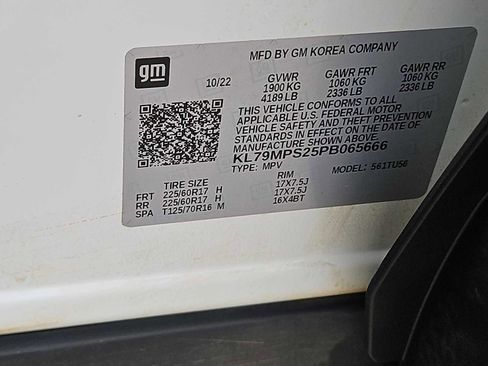 gm
MFD BY GM KOREA COMPANY
10/22 GVWR GAWR FRT GAWR RR
1900 KG 1060 KG 1060 KG
4189 LB 2336 LB 2336 LB
THIS VEHICLE CONFORMS TO ALL
APPLICABLE U.S. FEDERAL MOTOR
VEHICLE SAFETY AND THEFT
PREVENTION STANDARDS IN EFFECT
ON THE DATE OF
MANUFACTURE SHOWN ABOVE.
KL79MPS25PB065666
TYPE: MPV MODEL: 561TU56
TIRE SIZE RIM
FRT 225/60R17 H 17X7.5J
RR 225/60R17 H 17X7.5J
SPA T125/70R16 M 16X4BT